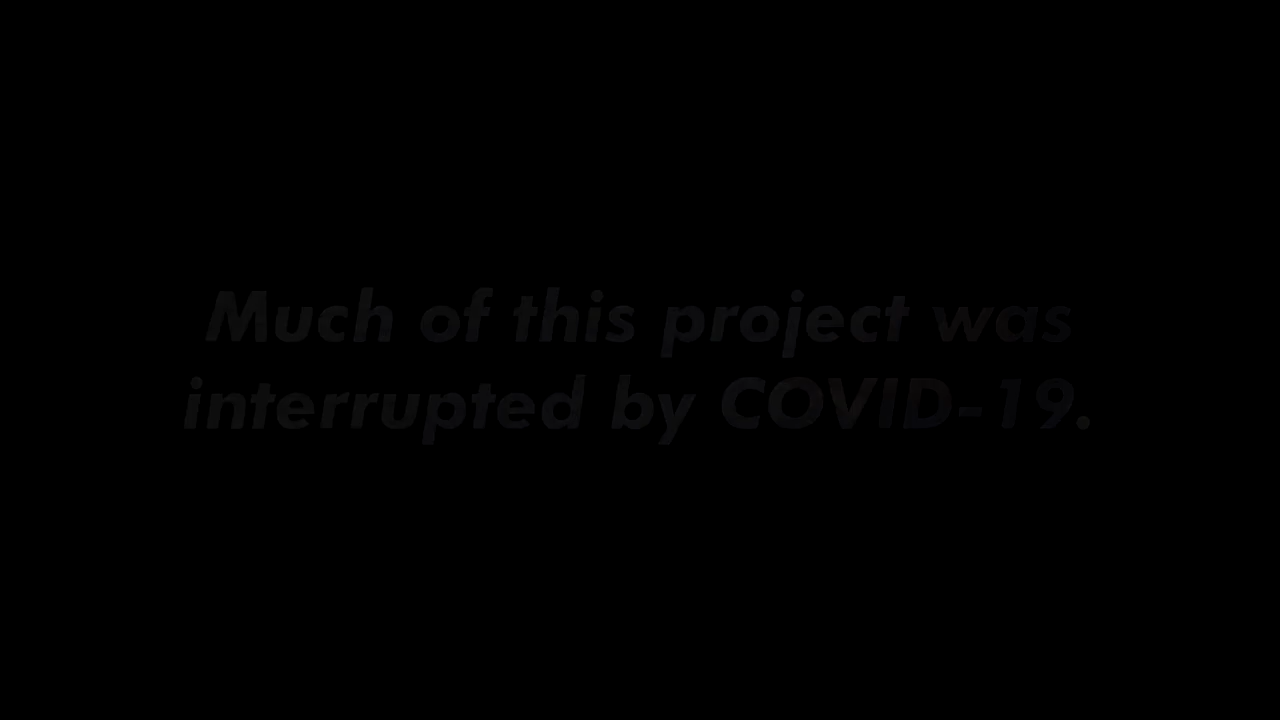 Much of this project was
interrupted by COVID-19.